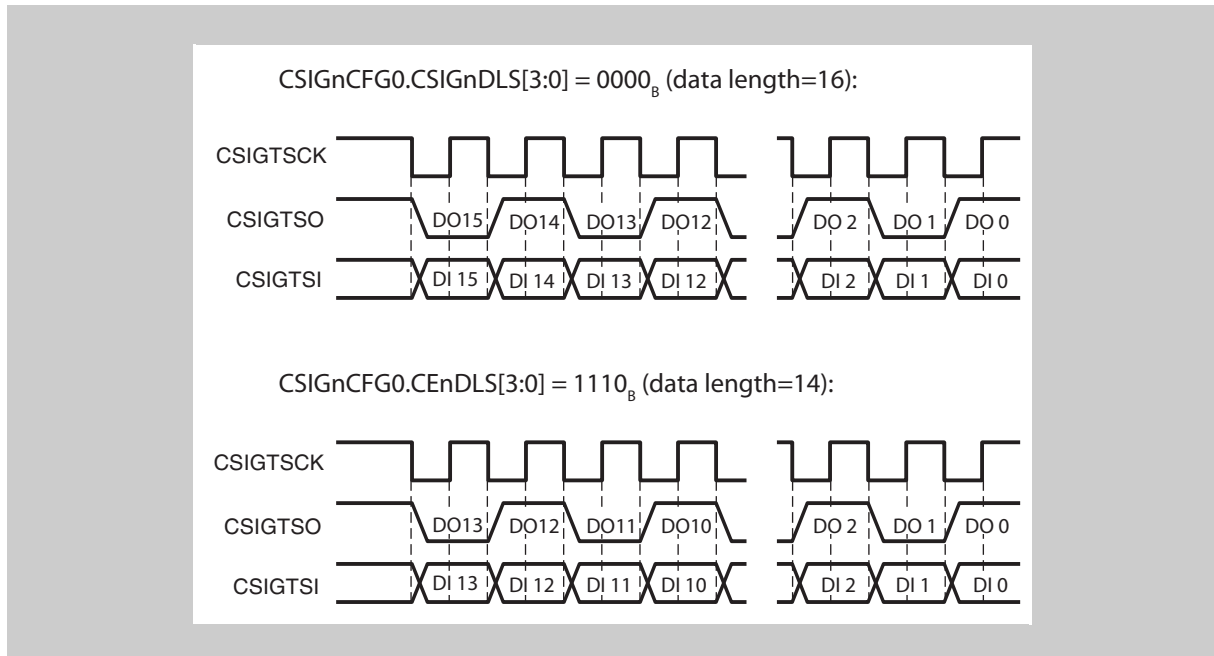 CSIGnCFG0.CSIGnDLS[3:0] = 0000B (data length=16):
CSIGTSCK
CSIGTSO DO15 DO14 DO13 DO12 DO 2 DO 1 DO 0
CSIGTSI DI 15 DI 14 DI 13 DI 12 DI 2 DI 1 DI 0
CSIGnCFG0.CEnDLS[3:0] = 1110B (data length=14):
CSIGTSCK
CSIGTSO DO13 DO12 DO11 DO10 DO 2 DO 1 DO 0
CSIGTSI DI 13 DI 12 DI 11 DI 10 DI 2 DI 1 DI 0